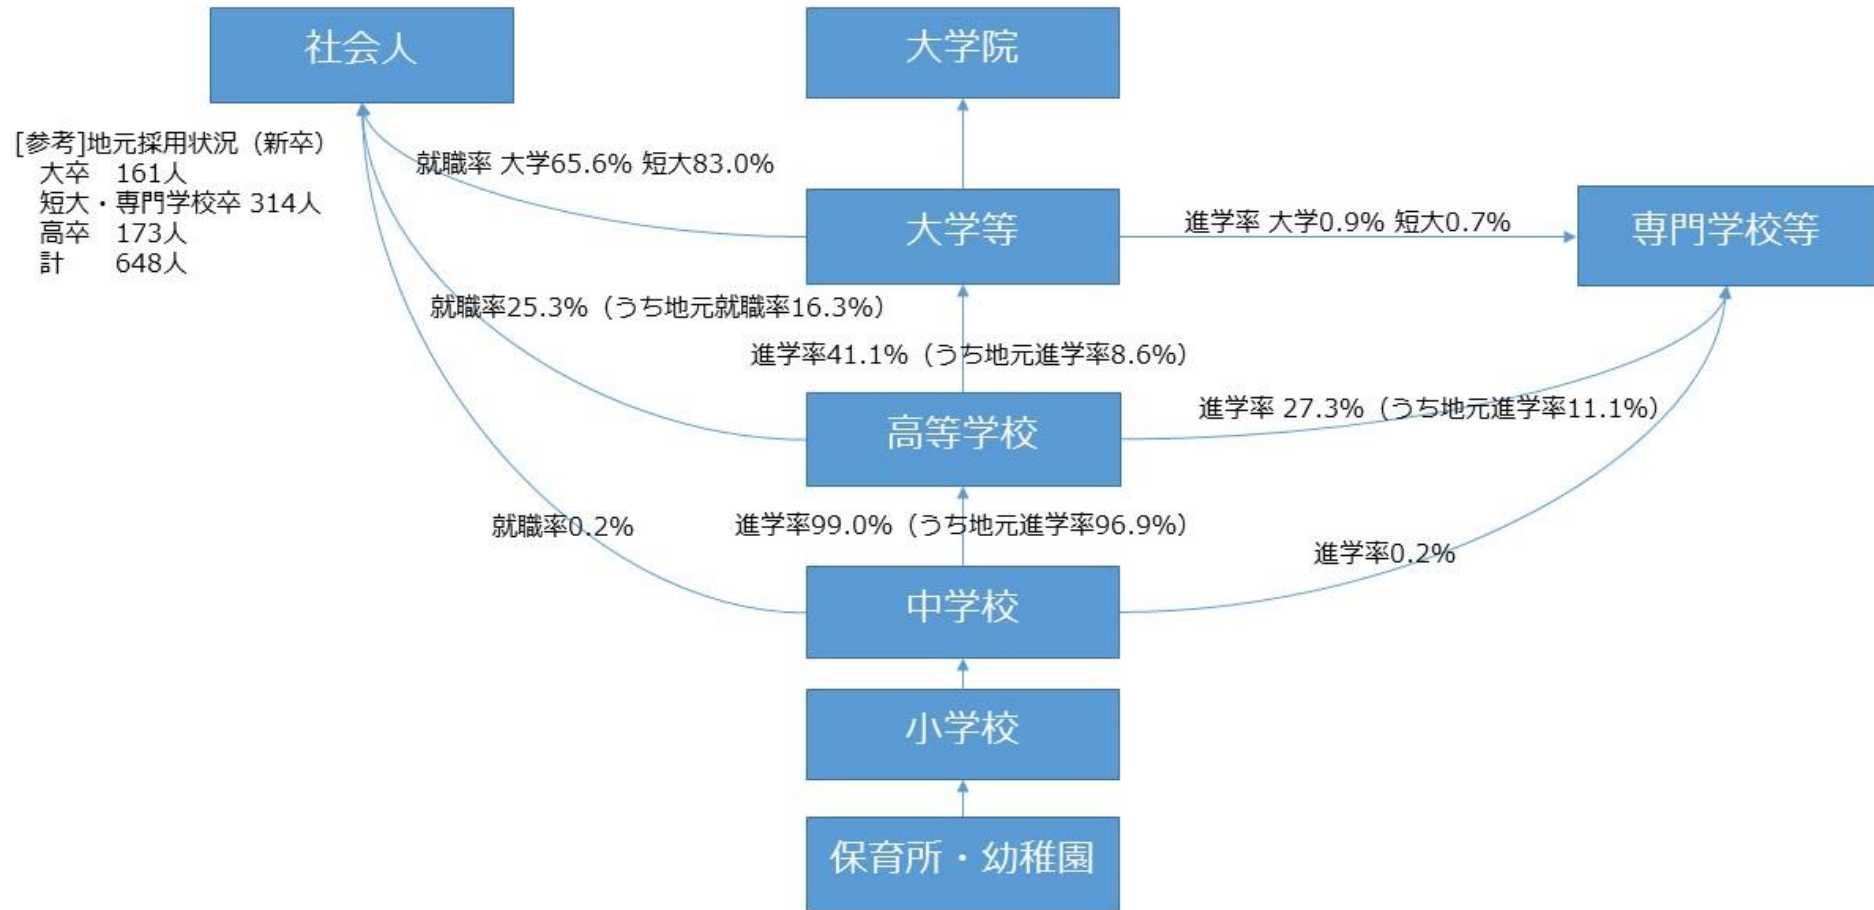 社会人
大学院
[参考]地元採用状況（新卒）
大卒　161人
短大・専門学校卒 314人
高卒　173人
計　　648人
就職率 大学65.6% 短大83.0%
大学等
進学率 大学0.9% 短大0.7%
専門学校等
就職率25.3%（うち地元就職率16.3%）
進学率41.1%（うち地元進学率8.6%）
高等学校
進学率 27.3%（うち地元進学率11.1%）
就職率0.2%
進学率99.0%（うち地元進学率96.9%）
進学率0.2%
中学校
小学校
保育所・幼稚園